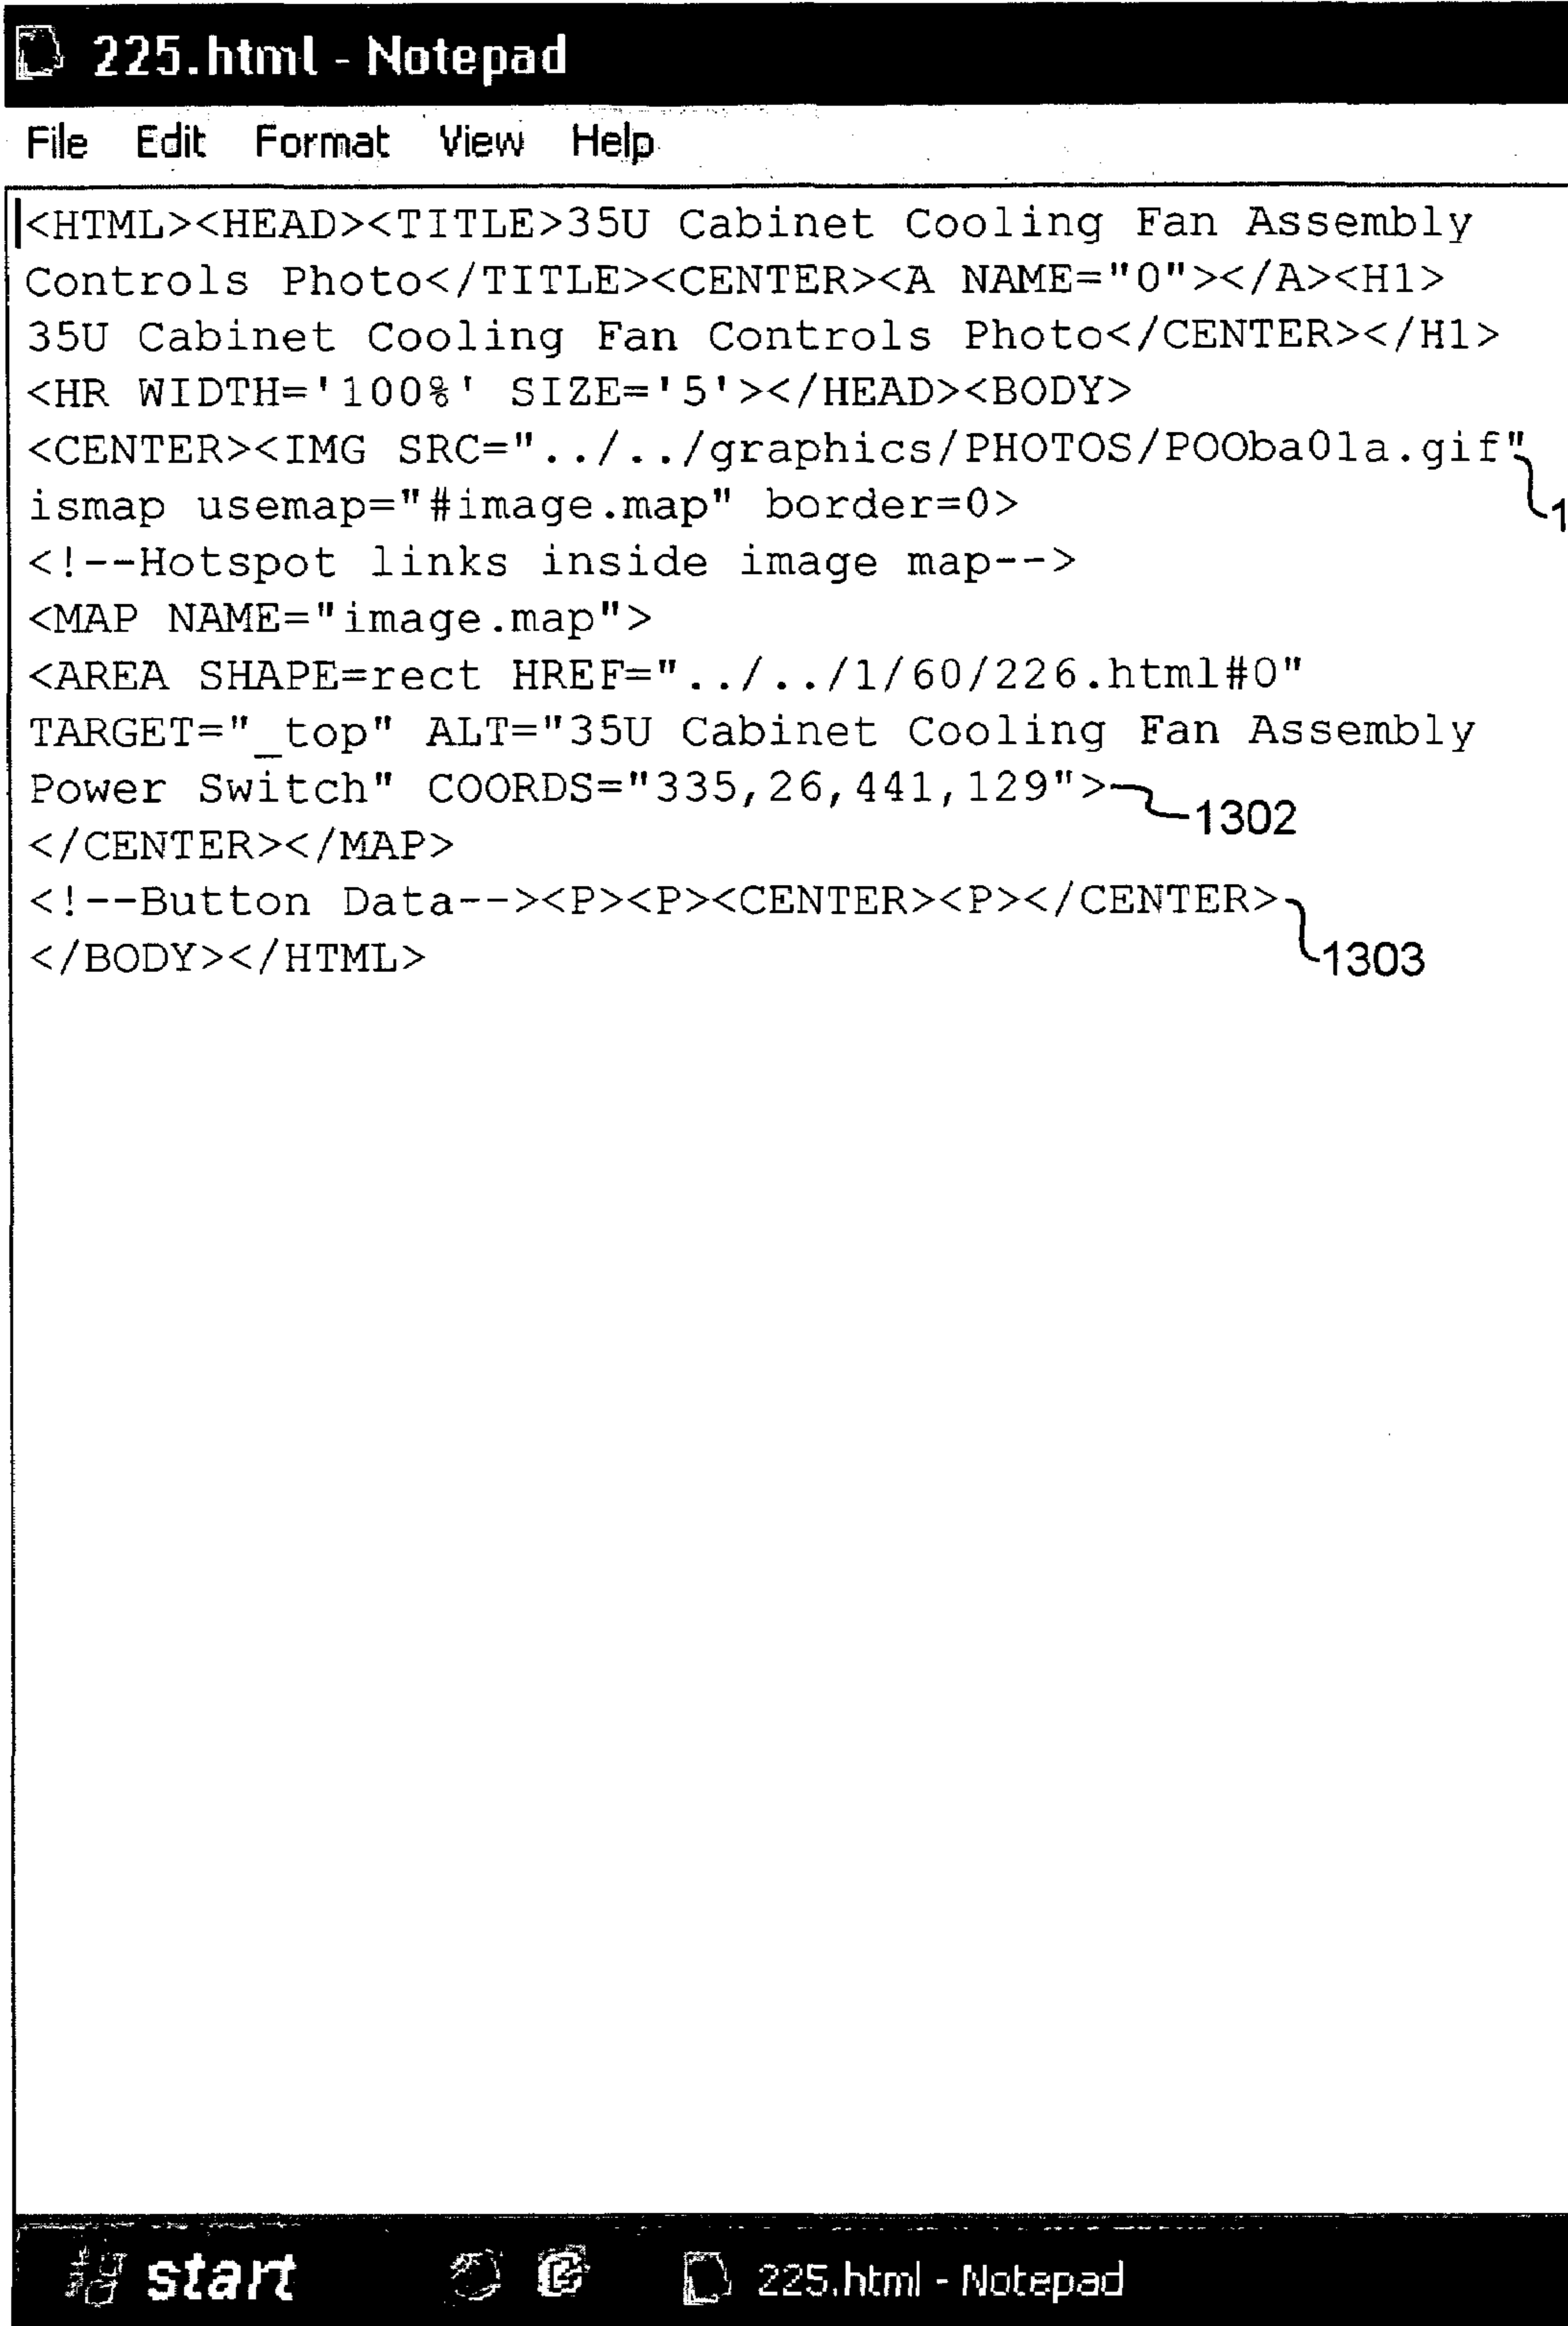 225.html - Notepad
File Edit Format View Help
<HTML><HEAD><TITLE>35U Cabinet Cooling Fan Assembly
Controls Photo</TITLE><CENTER><A NAME="0"></A><H1>
35U Cabinet Cooling Fan Controls Photo</CENTER></H1>
<HR WIDTH='100%' SIZE='5'></HEAD><BODY>
<CENTER><IMG SRC="../../graphics/PHOTOS/POOba01a.gif"
ismap usemap="#image.map" border=0>
1
<!--Hotspot links inside image map-->
<MAP NAME="image.map">
<AREA SHAPE=rect HREF="../../1/60/226.html#0"
TARGET="_top" ALT="35U Cabinet Cooling Fan Assembly
Power Switch" COORDS="335,26,441,129">
1302
</CENTER></MAP>
<!--Button Data--><P><P><CENTER><P></CENTER>
</BODY></HTML>
1303
start
225.html - Notepad